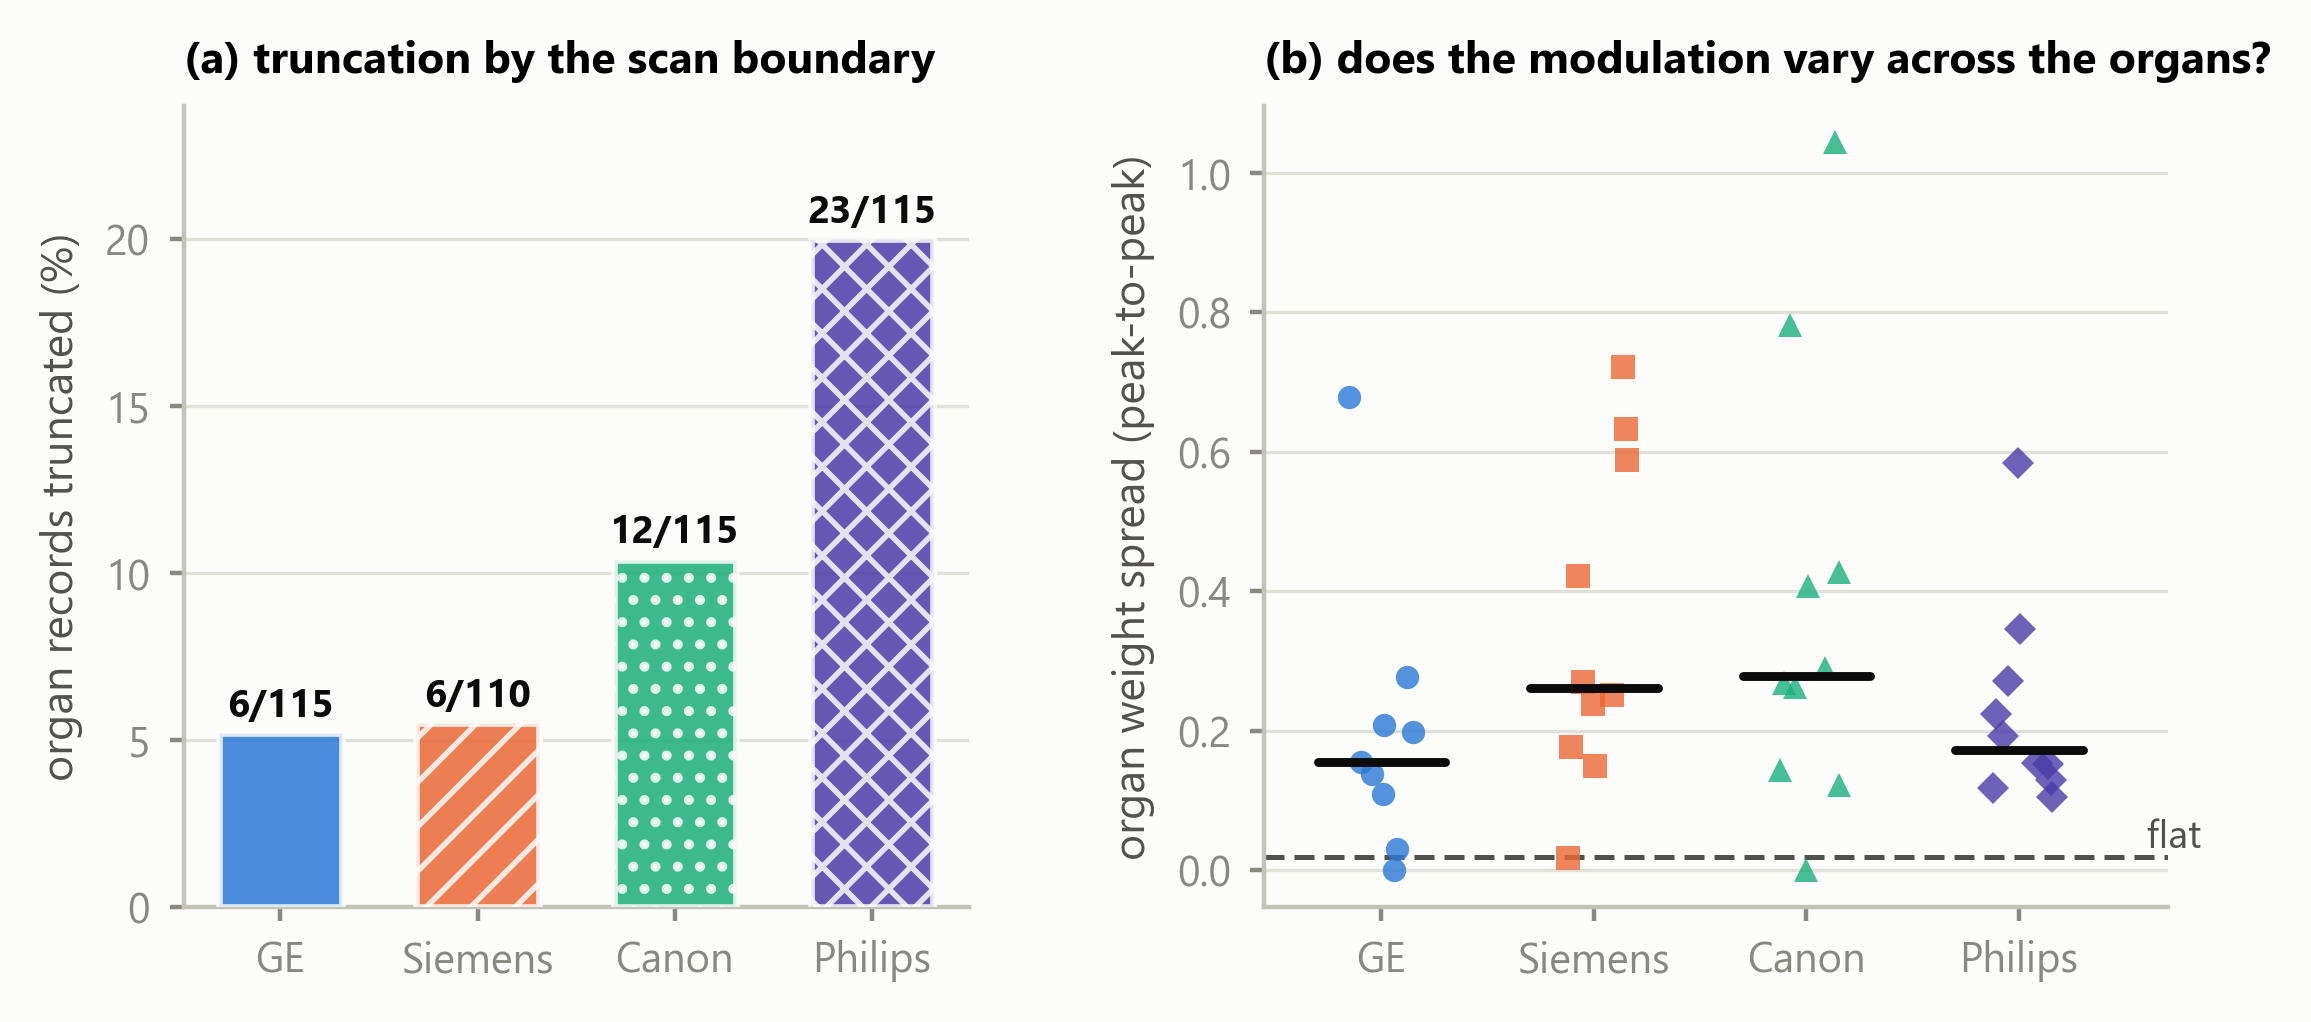 (a) truncation by the scan boundary
organ records truncated (%)
20
15
10
5
0
6/115
6/110
12/115
23/115
GE
Siemens
Canon
Philips
(b) does the modulation vary across the organs?
organ weight spread (peak-to-peak)
1.0
0.8
0.6
0.4
0.2
0.0
flat
GE
Siemens
Canon
Philips